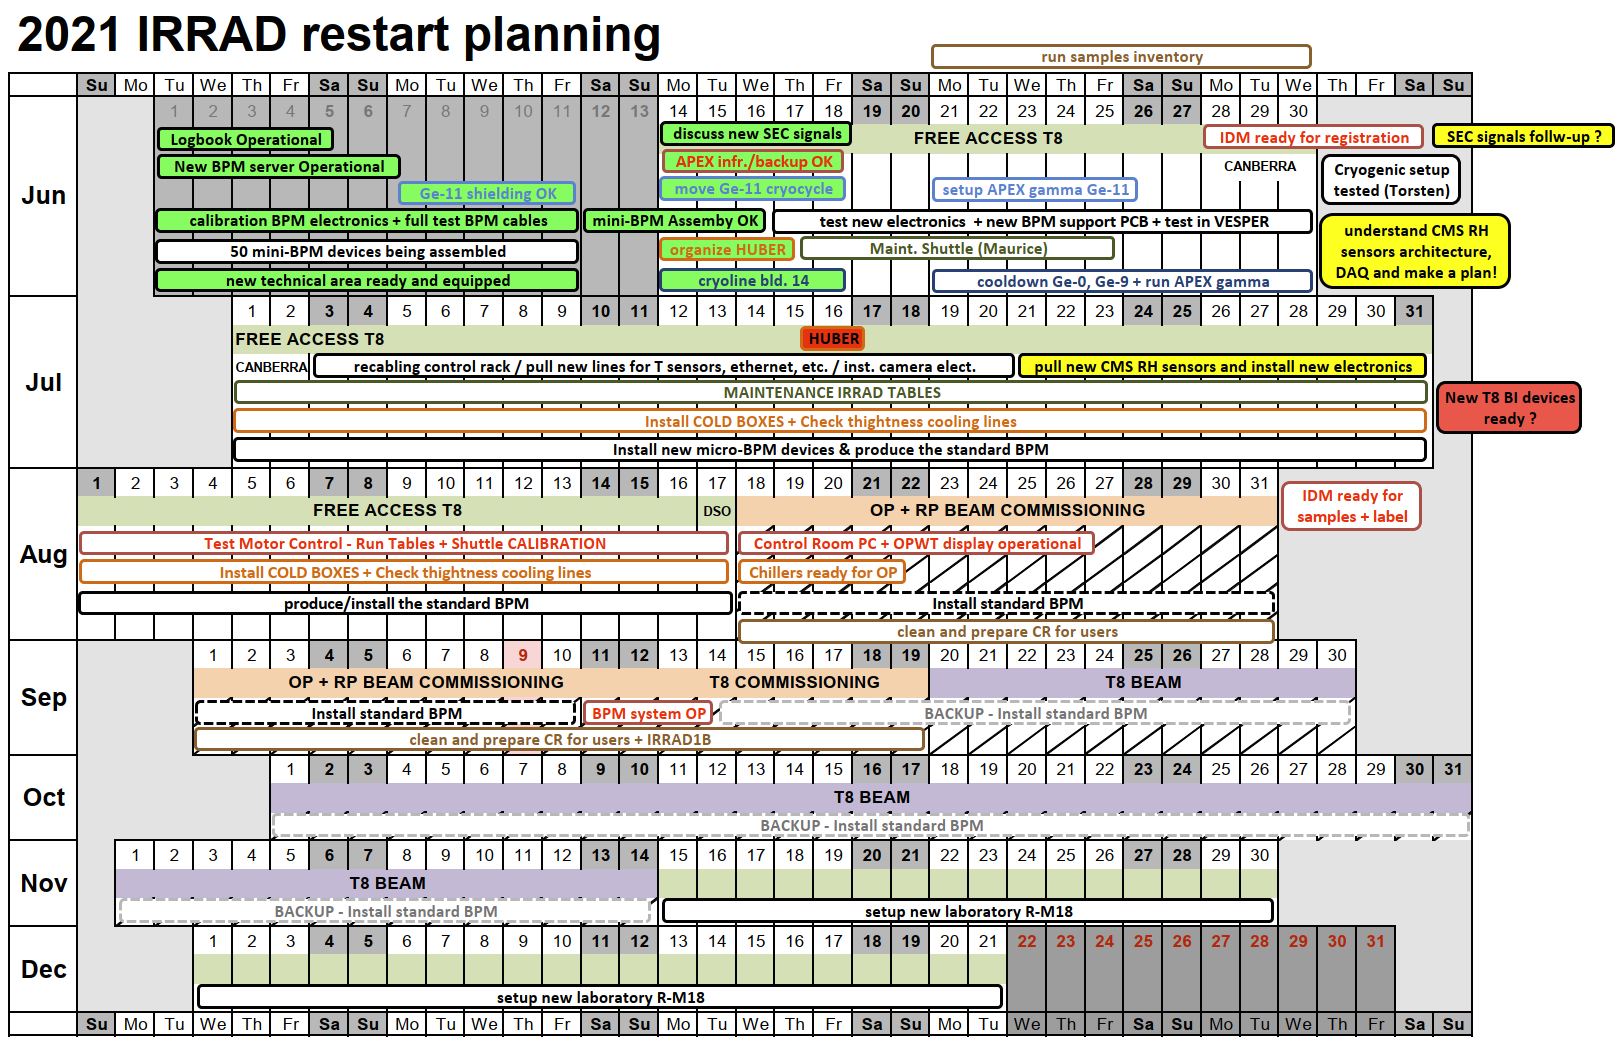 2021 IRRAD restart planning
run samples inventory
Su Mo Tu We Th Fr Sa Su Mo Tu We Th Fr Sa Su Mo Tu We Th Fr Sa Su Mo Tu We Th Fr Sa Su Mo Tu We Th Fr Sa Su
Jun
1 2 3 4 5 6 7 8 9 10 11 12 13 14 15 16 17 18 19 20 21 22 23 24 25 26 27 28 29 30
Logbook Operational
discuss new SEC signals
FREE ACCESS T8
IDM ready for registration
SEC signals follw-up ?
New BPM server Operational
APEX infr./backup OK
CANBERRA
Cryogenic setup
tested (Torsten)
Ge-11 shielding OK
move Ge-11 cryocycle
setup APEX gamma Ge-11
calibration BPM electronics + full test BPM cables
mini-BPM Assemby OK
test new electronics + new BPM support PCB + test in VESPER
understand CMS RH
sensors architecture,
DAQ and make a plan!
50 mini-BPM devices being assembled
organize HUBER
Maint. Shuttle (Maurice)
new technical area ready and equipped
cryoline bld. 14
cooldown Ge-0, Ge-9 + run APEX gamma
Jul
1 2 3 4 5 6 7 8 9 10 11 12 13 14 15 16 17 18 19 20 21 22 23 24 25 26 27 28 29 30 31
FREE ACCESS T8
HUBER
CANBERRA
recabling control rack / pull new lines for T sensors, ethernet, etc. / inst. camera elect.
pull new CMS RH sensors and install new electronics
MAINTENANCE IRRAD TABLES
New T8 BI devices
ready ?
Install COLD BOXES + Check thightness cooling lines
Install new micro-BPM devices & produce the standard BPM
Aug
1 2 3 4 5 6 7 8 9 10 11 12 13 14 15 16 17 18 19 20 21 22 23 24 25 26 27 28 29 30 31
FREE ACCESS T8
DSO
OP + RP BEAM COMMISSIONING
IDM ready for
samples + label
Test Motor Control - Run Tables + Shuttle CALIBRATION
Control Room PC + OPWT display operational
Install COLD BOXES + Check thightness cooling lines
Chillers ready for OP
produce/install the standard BPM
Install standard BPM
clean and prepare CR for users
Sep
1 2 3 4 5 6 7 8 9 10 11 12 13 14 15 16 17 18 19 20 21 22 23 24 25 26 27 28 29 30
OP + RP BEAM COMMISSIONING
T8 COMMISSIONING
T8 BEAM
Install standard BPM
BPM system OP
BACKUP - Install standard BPM
clean and prepare CR for users + IRRAD1B
Oct
1 2 3 4 5 6 7 8 9 10 11 12 13 14 15 16 17 18 19 20 21 22 23 24 25 26 27 28 29 30 31
T8 BEAM
BACKUP - Install standard BPM
Nov
1 2 3 4 5 6 7 8 9 10 11 12 13 14 15 16 17 18 19 20 21 22 23 24 25 26 27 28 29 30
T8 BEAM
BACKUP - Install standard BPM
setup new laboratory R-M18
Dec
1 2 3 4 5 6 7 8 9 10 11 12 13 14 15 16 17 18 19 20 21 22 23 24 25 26 27 28 29 30 31
setup new laboratory R-M18
Su Mo Tu We Th Fr Sa Su Mo Tu We Th Fr Sa Su Mo Tu We Th Fr Sa Su Mo Tu We Th Fr Sa Su Mo Tu We Th Fr Sa Su